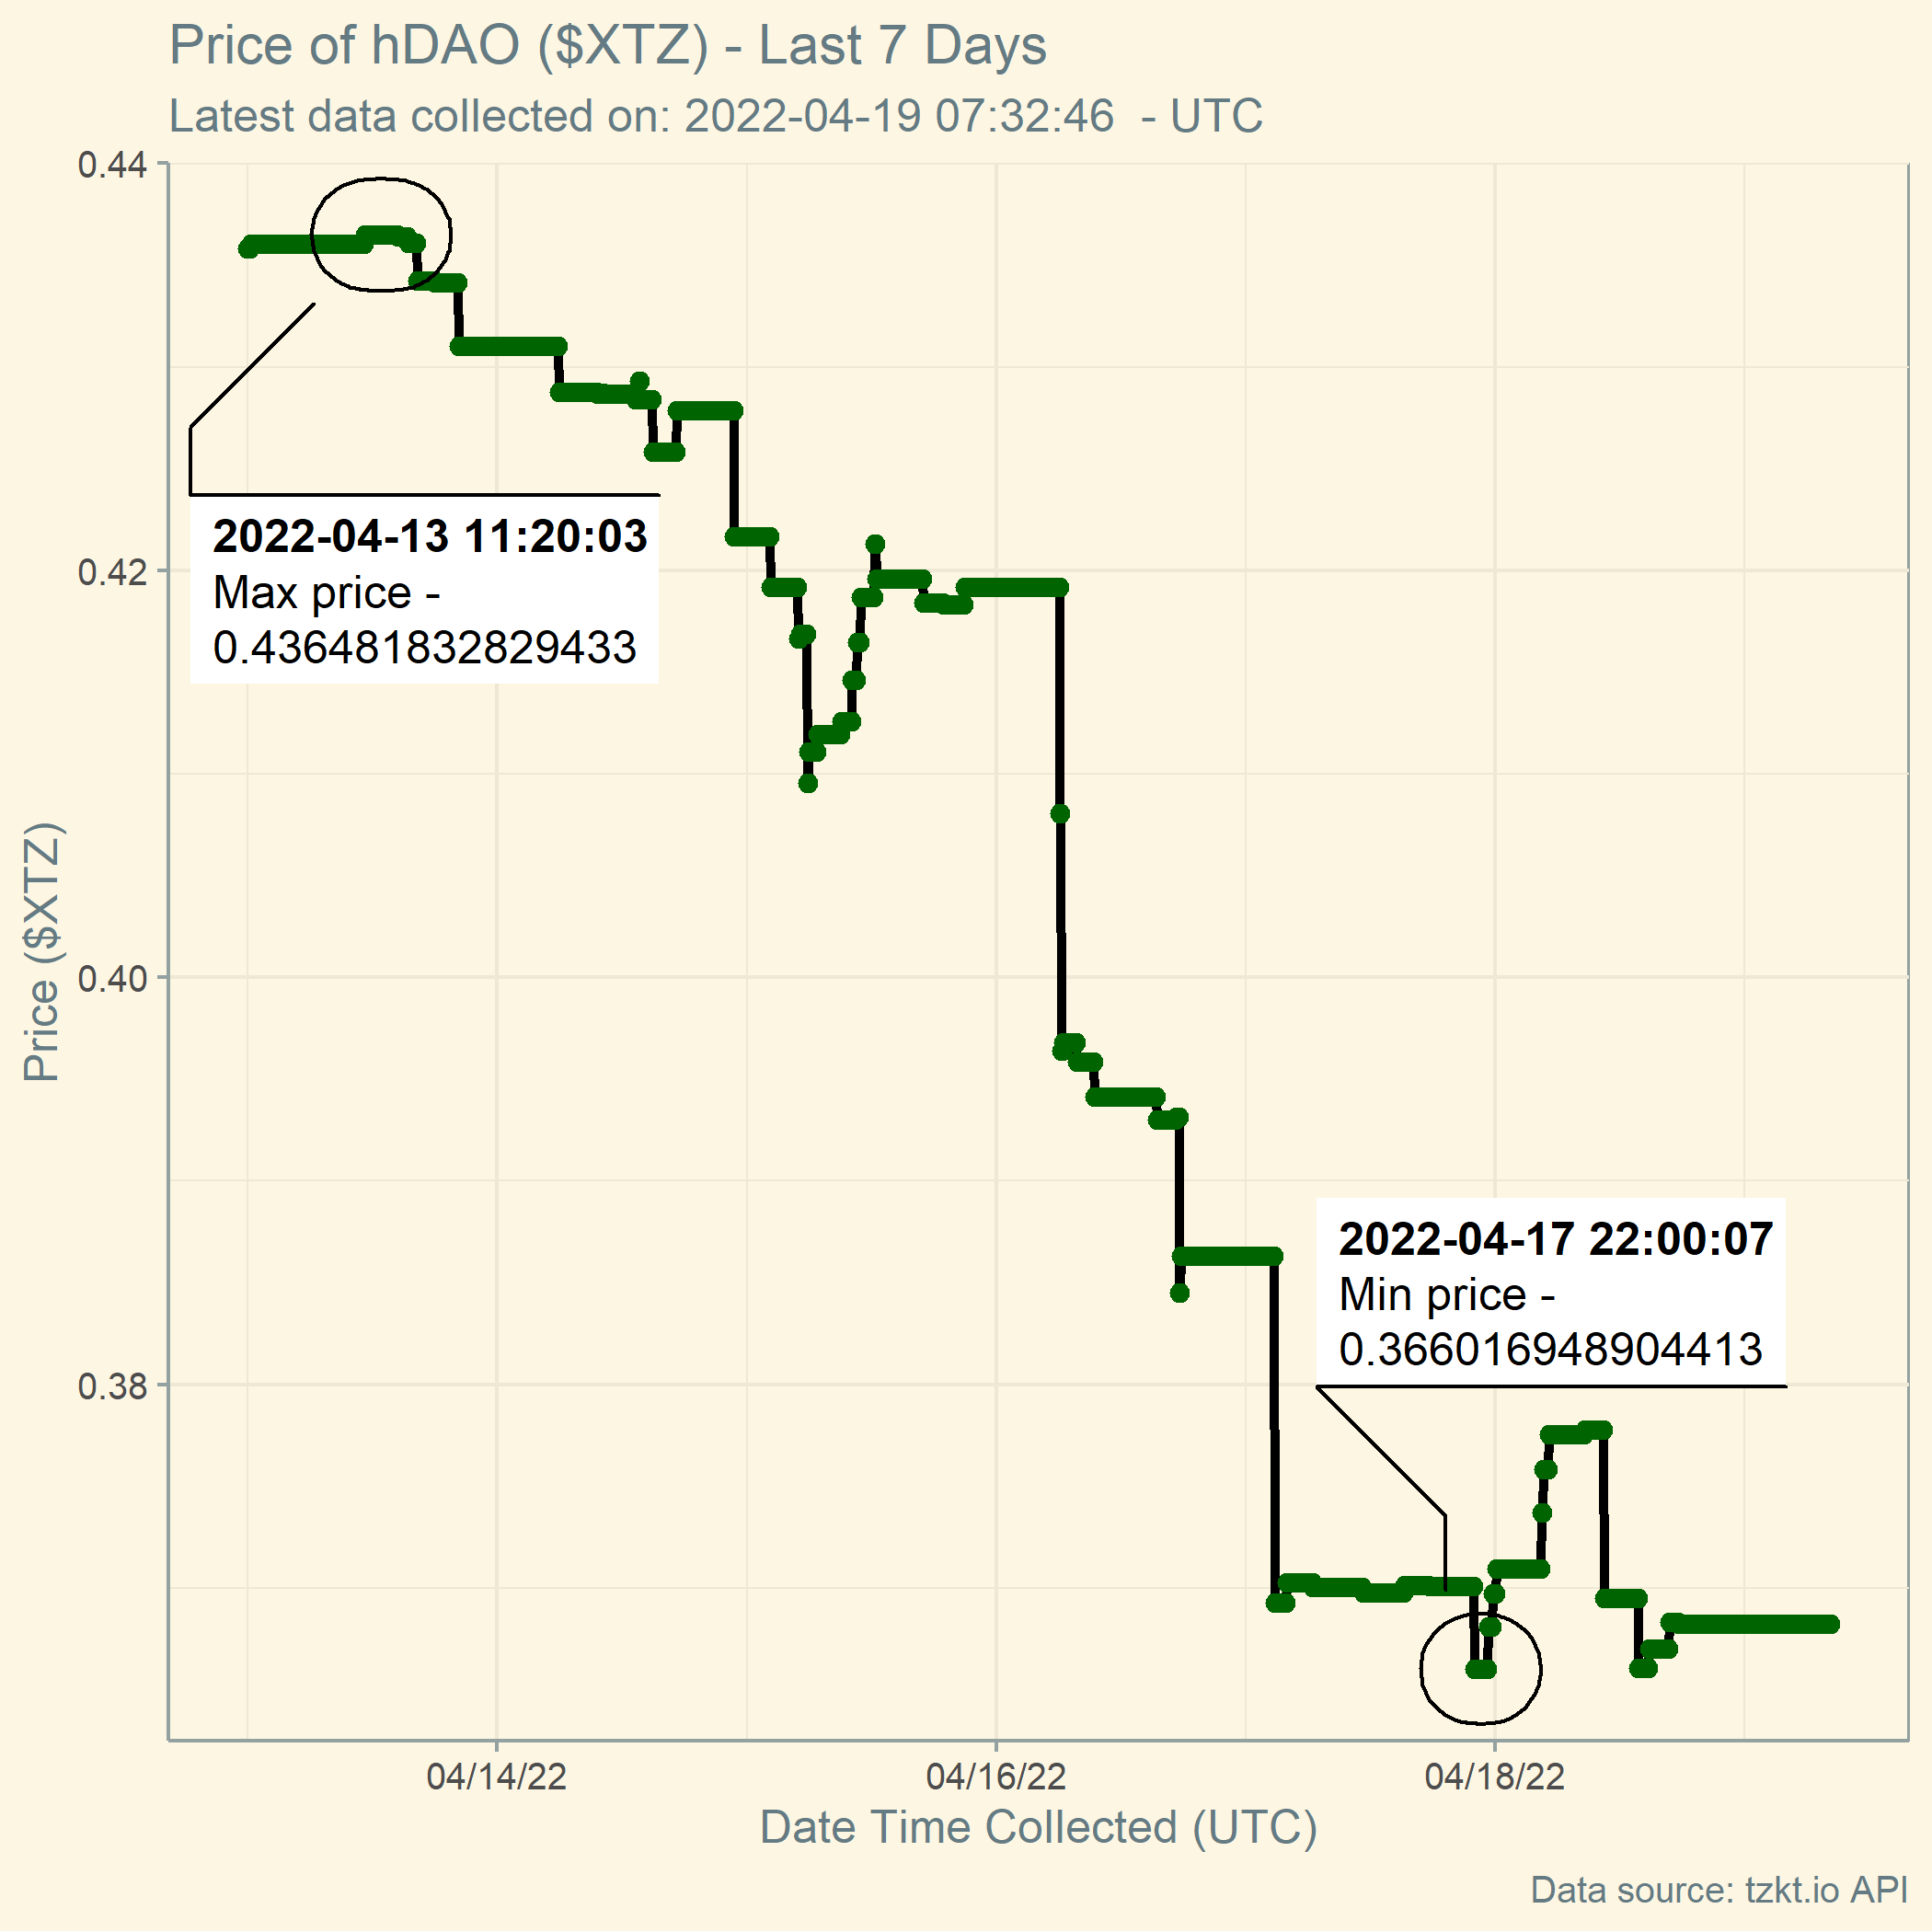 Price of hDAO ($XTZ) - Last 7 Days
Latest data collected on: 2022-04-19 07:32:46  - UTC
0.44
0.42
0.40
0.38
Price ($XTZ)
2022-04-13 11:20:03
Max price -
0.436481832829433
2022-04-17 22:00:07
Min price -
0.366016948904413
04/14/22
04/16/22
04/18/22
Date Time Collected (UTC)
Data source: tzkt.io API